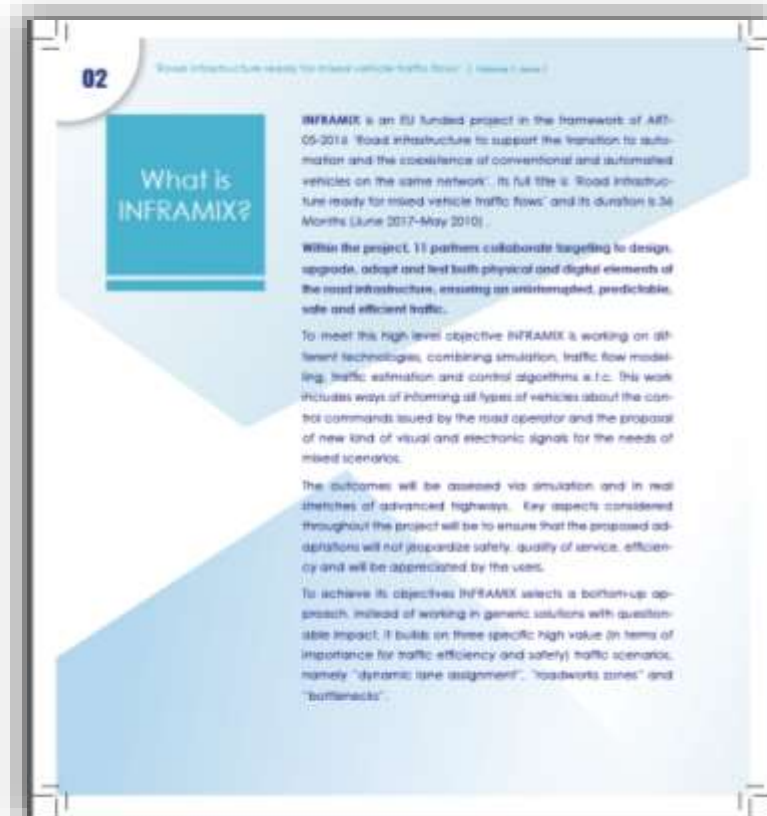 02
"Road infrastructure ready for mixed vehicle traffic flows" | Volume 1, Issue 1
What is
INFRAMIX?
INFRAMIX is an EU funded project in the framework of ART-
05-2016 'Road infrastructure to support the transition to auto-
mation and the coexistence of conventional and automated
vehicles on the same network'. Its full title is 'Road infrastruc-
ture ready for mixed vehicle traffic flows' and its duration is 36
Months (June 2017–May 2010) .
Within the project, 11 partners collaborate targeting to design,
upgrade, adapt and test both physical and digital elements of
the road infrastructure, ensuring an uninterrupted, predictable,
safe and efficient traffic.
To meet this high level objective INFRAMIX is working on dif-
ferent technologies, combining simulation, traffic flow model-
ling, traffic estimation and control algorithms e.t.c. This work
includes ways of informing all types of vehicles about the con-
trol commands issued by the road operator and the proposal
of new kind of visual and electronic signals for the needs of
mixed scenarios.
The outcomes will be assessed via simulation and in real
stretches of advanced highways. Key aspects considered
throughout the project will be to ensure that the proposed ad-
aptations will not jeopardize safety, quality of service, efficien-
cy and will be appreciated by the users.
To achieve its objectives INFRAMIX selects a bottom-up ap-
proach. Instead of working in generic solutions with question-
able impact, it builds on three specific high value (in terms of
importance for traffic efficiency and safety) traffic scenarios,
namely "dynamic lane assignment", "roadworks zones" and
"bottlenecks".